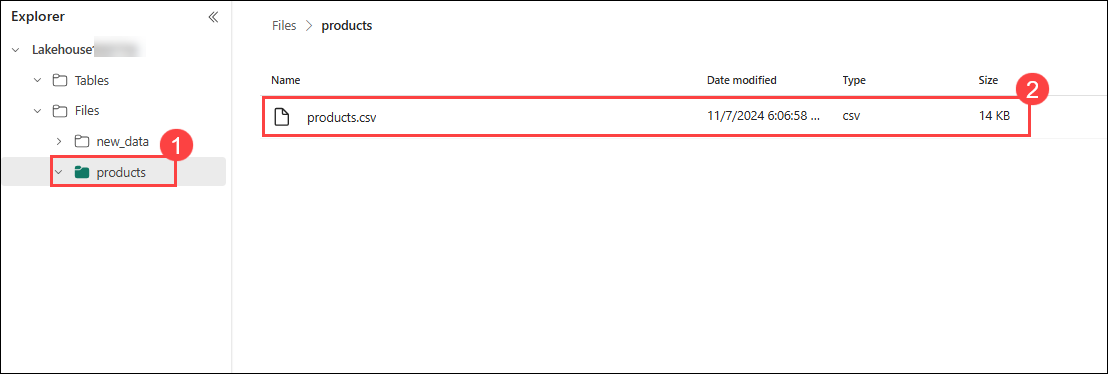 Explorer
Lakehouse
Tables
Files
new_data
1
products
Files > products
Name Date modified Type Size
2
products.csv 11/7/2024 6:06:58 ... csv 14 KB